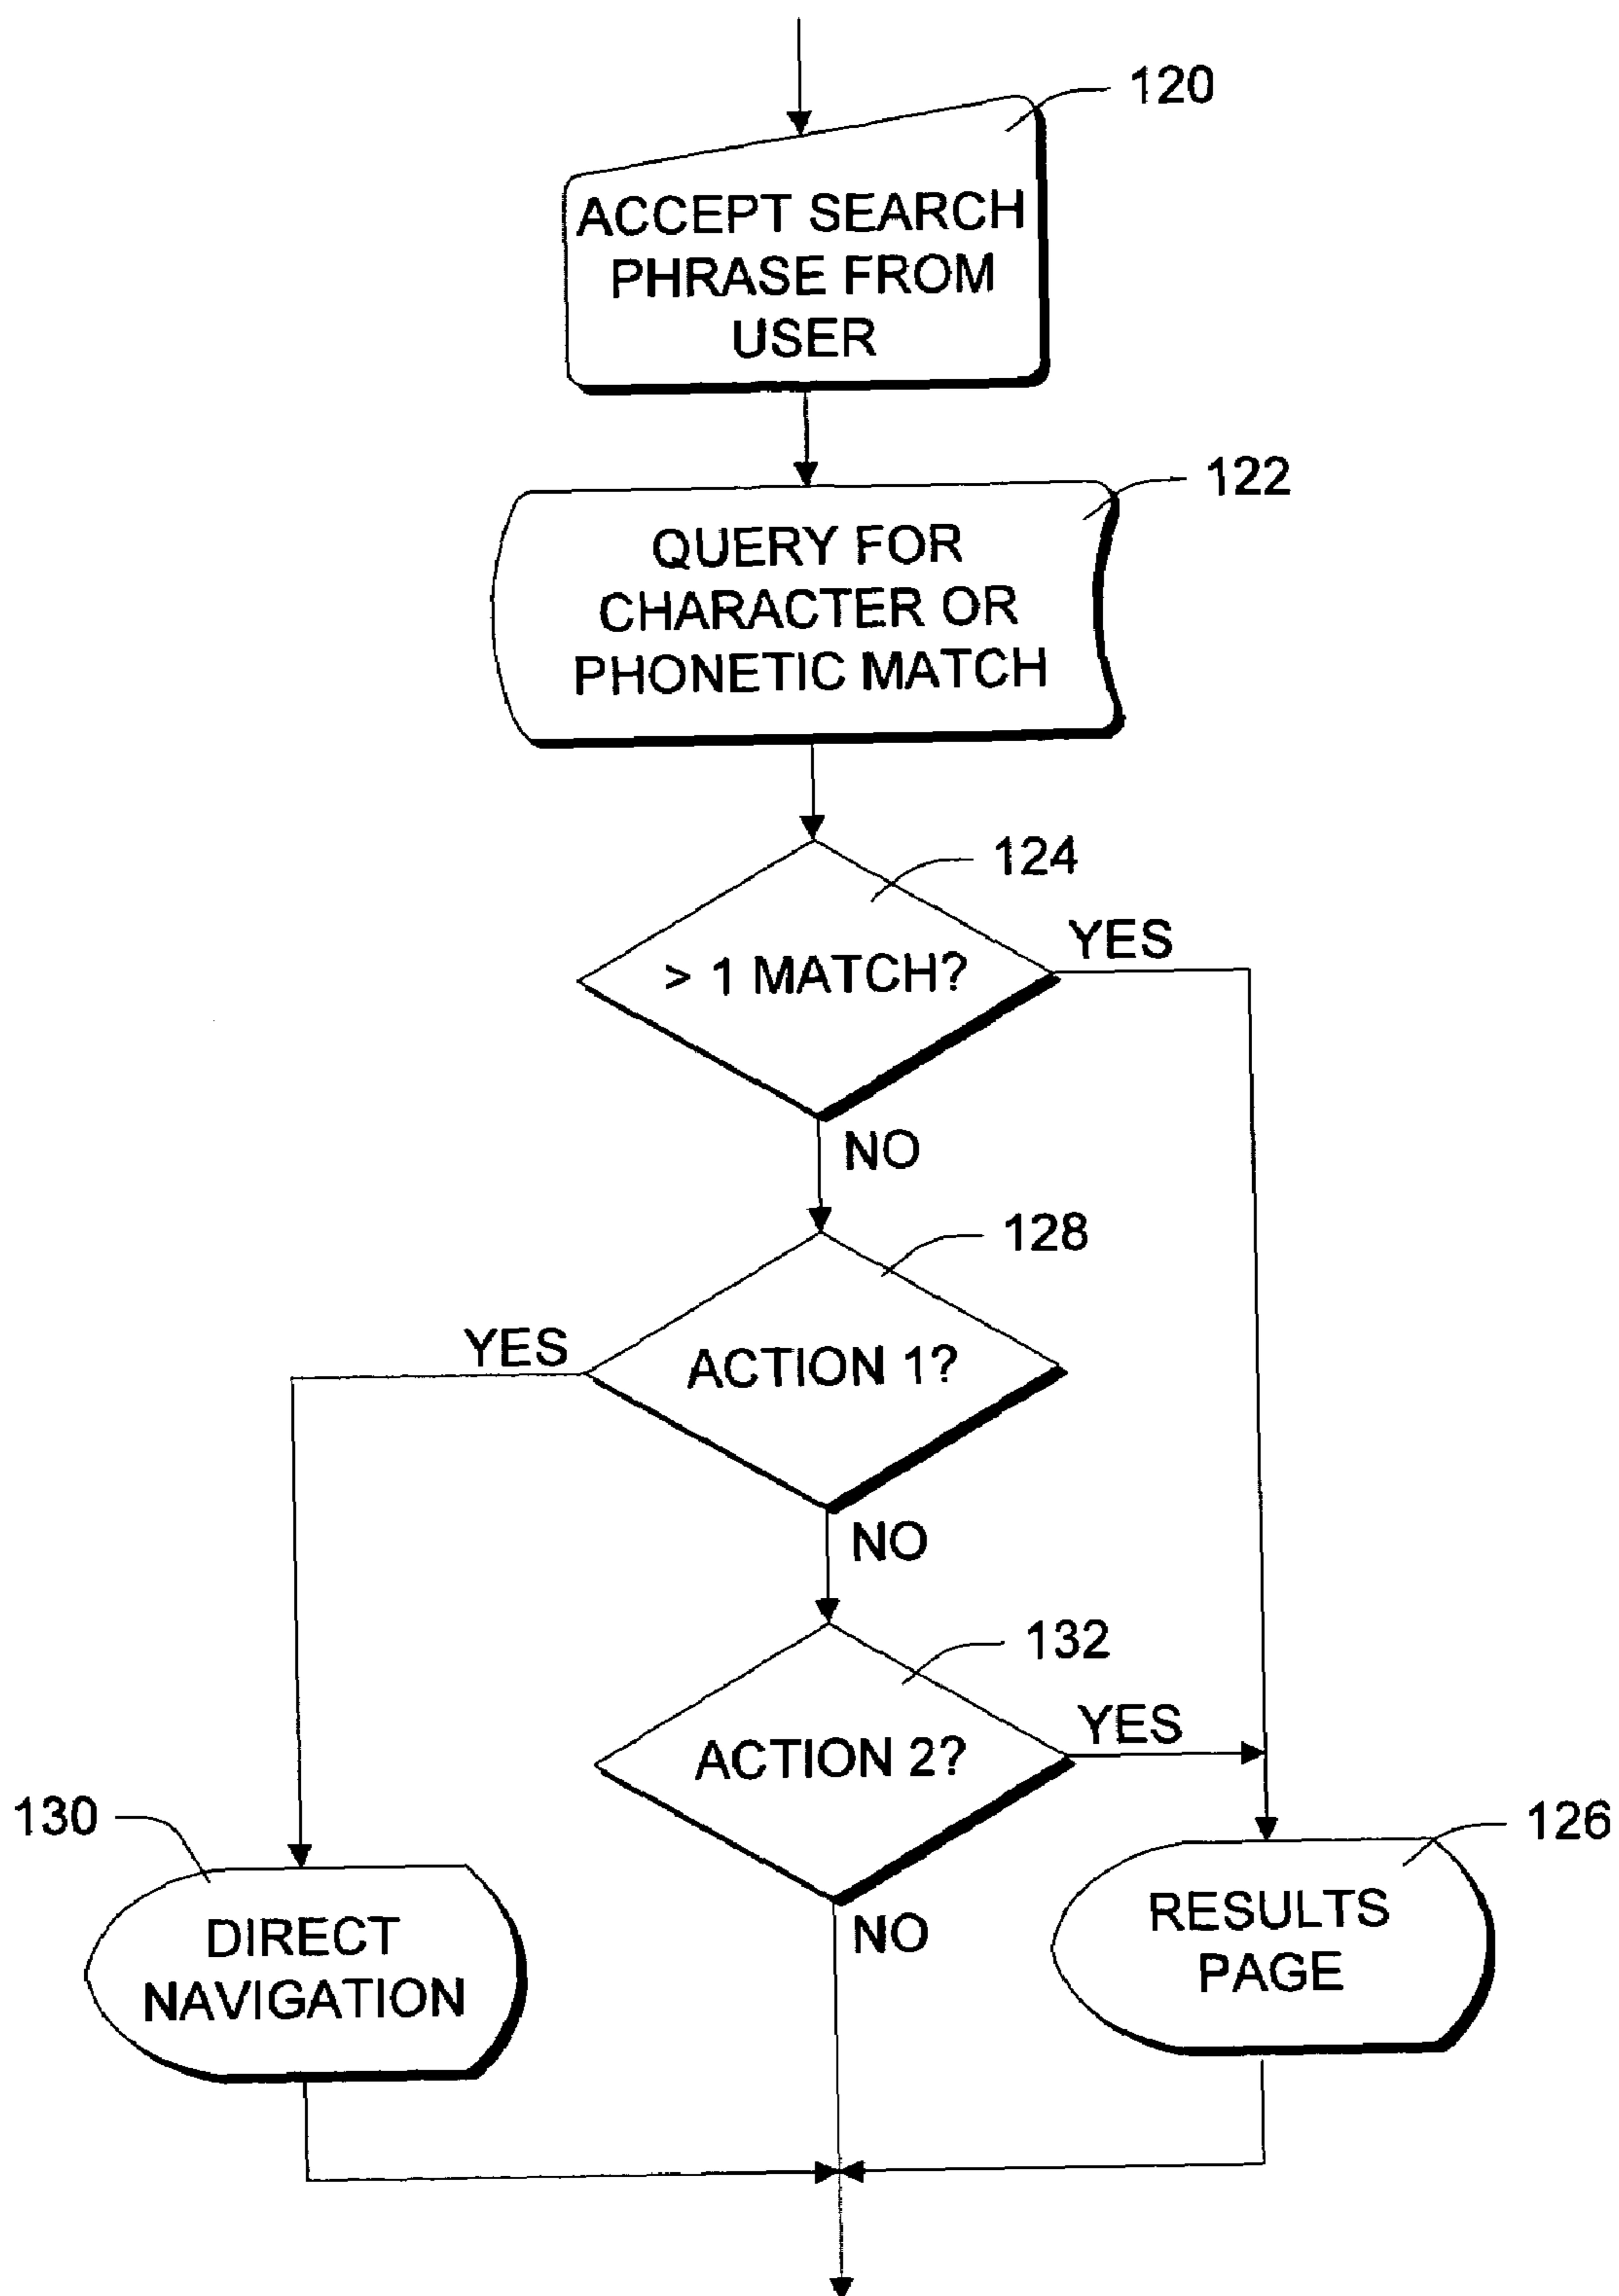 120
ACCEPT SEARCH
PHRASE FROM
USER
122
QUERY FOR
CHARACTER OR
PHONETIC MATCH
124
YES
> 1 MATCH?
NO
128
YES
ACTION 1?
NO
132
YES
ACTION 2?
130
126
NO
DIRECT
NAVIGATION
RESULTS
PAGE